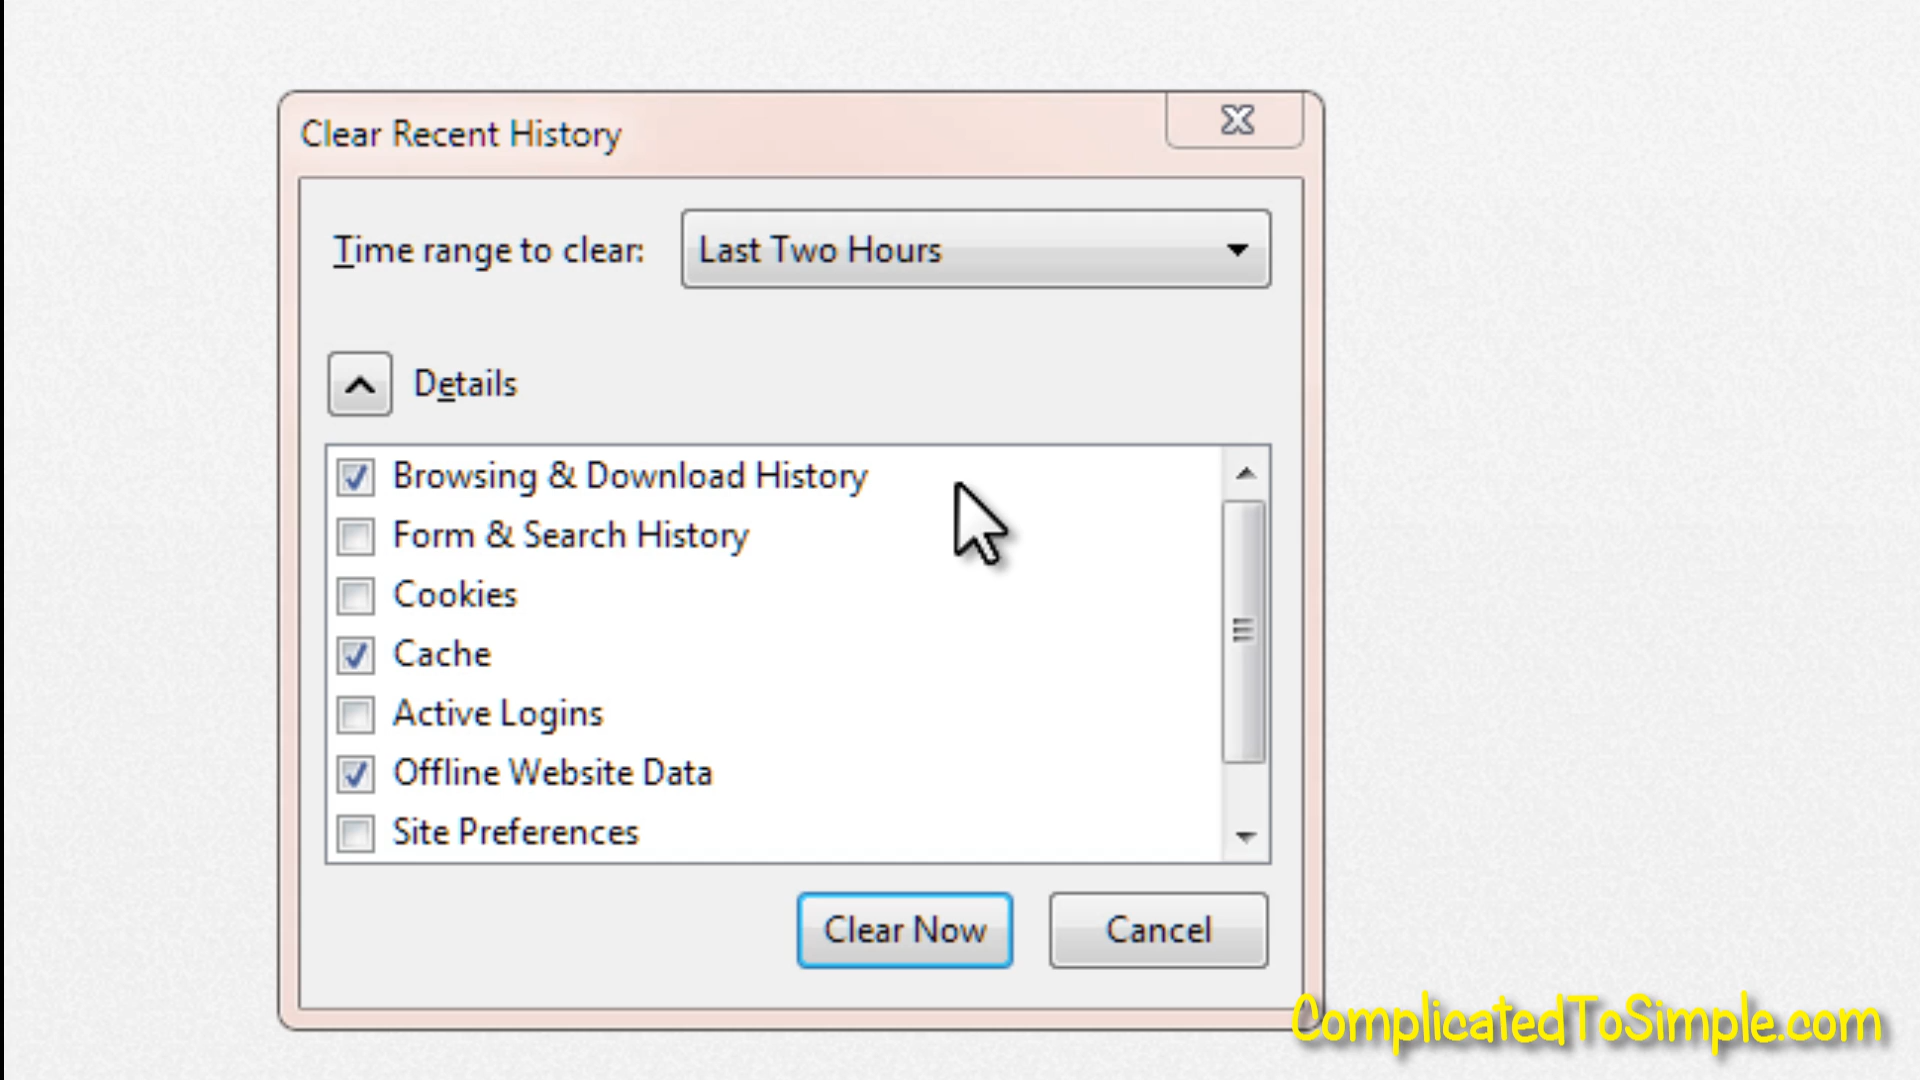 Clear Recent History
Time range to clear: Last Two Hours
Details
Browsing & Download History
Form & Search History
Cookies
Cache
Active Logins
Offline Website Data
Site Preferences
Clear Now Cancel
ComplicatedToSimple.com